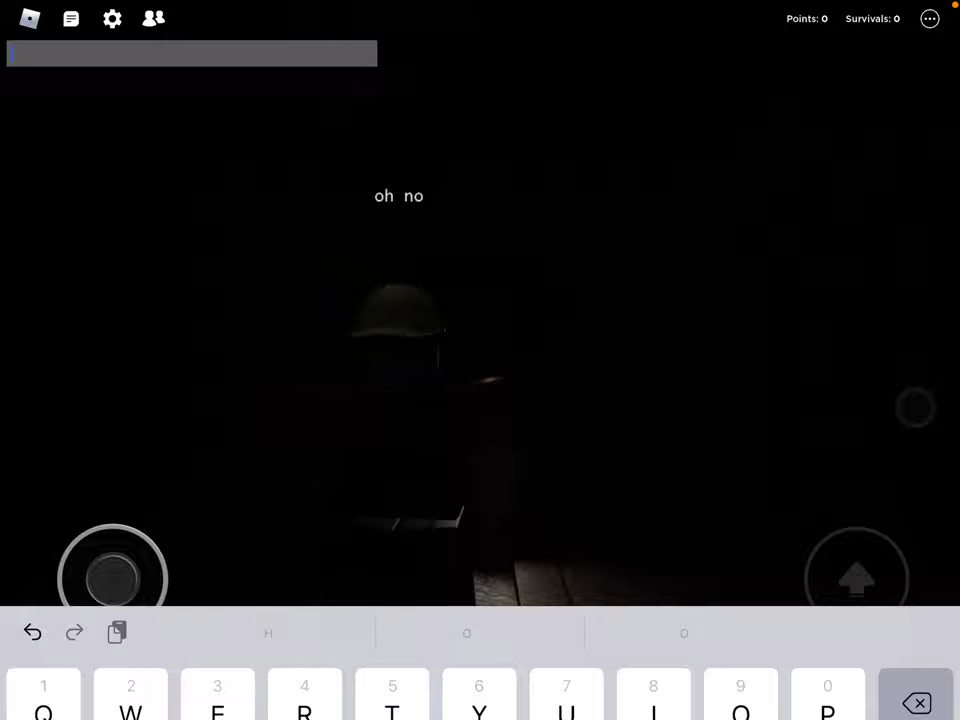 Points: 0 Survivals: 0
oh no
H O O
1 2 3 4 5 6 7 8 9 0
Q W E R T Y U I O P